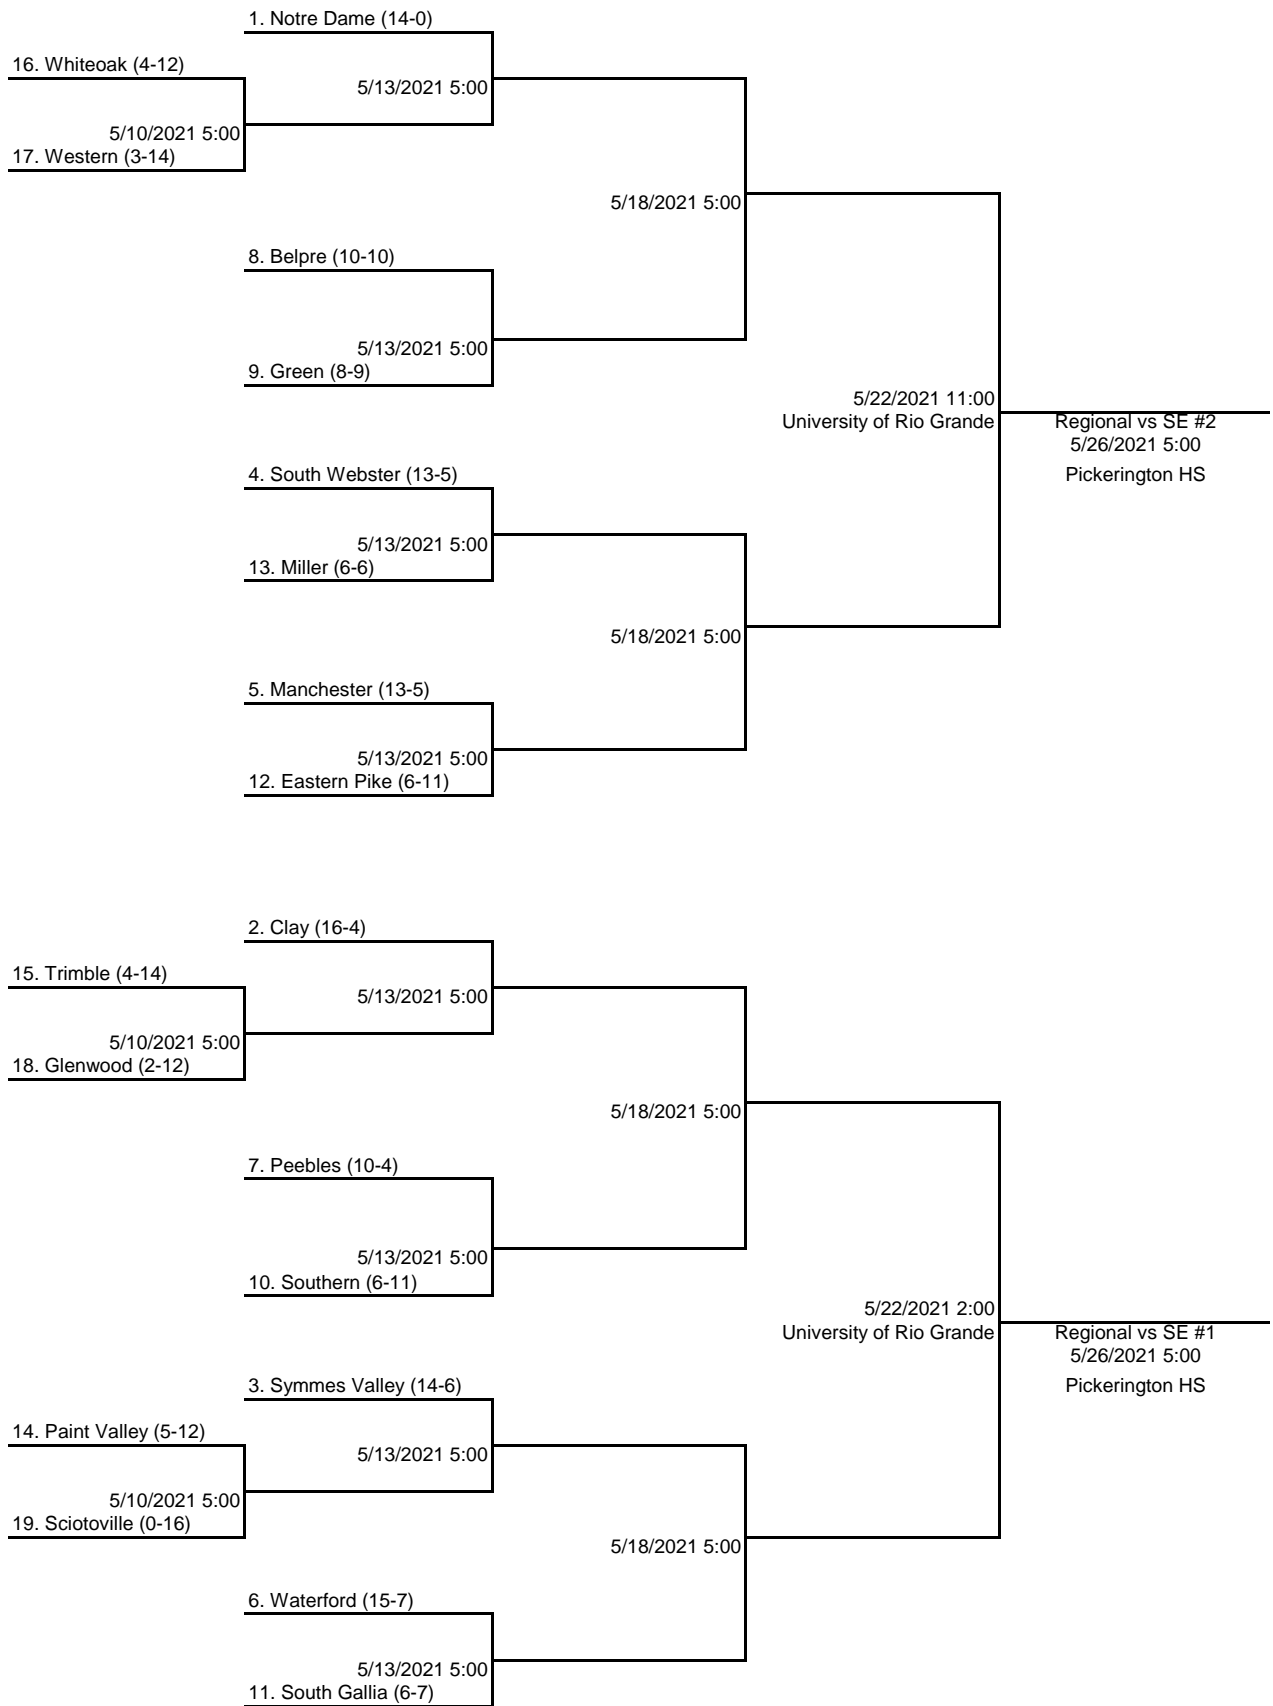 1. Notre Dame (14-0)
16. Whiteoak (4-12)
5/13/2021 5:00
5/10/2021 5:00
17. Western (3-14)
5/18/2021 5:00
8. Belpre (10-10)
5/13/2021 5:00
9. Green (8-9)
5/22/2021 11:00
University of Rio Grande
Regional vs SE #2
5/26/2021 5:00
Pickerington HS
4. South Webster (13-5)
5/13/2021 5:00
13. Miller (6-6)
5/18/2021 5:00
5. Manchester (13-5)
5/13/2021 5:00
12. Eastern Pike (6-11)
2. Clay (16-4)
15. Trimble (4-14)
5/13/2021 5:00
5/10/2021 5:00
18. Glenwood (2-12)
5/18/2021 5:00
7. Peebles (10-4)
5/13/2021 5:00
10. Southern (6-11)
5/22/2021 2:00
University of Rio Grande
Regional vs SE #1
5/26/2021 5:00
Pickerington HS
3. Symmes Valley (14-6)
14. Paint Valley (5-12)
5/13/2021 5:00
5/10/2021 5:00
19. Sciotoville (0-16)
5/18/2021 5:00
6. Waterford (15-7)
5/13/2021 5:00
11. South Gallia (6-7)